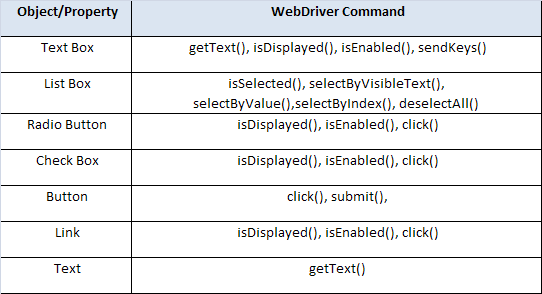 Object/Property WebDriver Command
Text Box getText(), isDisplayed(), isEnabled(), sendKeys()
List Box isSelected(), selectByVisibleText(),
selectByValue(),selectByIndex(), deselectAll()
Radio Button isDisplayed(), isEnabled(), click()
Check Box isDisplayed(), isEnabled(), click()
Button click(), submit(),
Link isDisplayed(), isEnabled(), click()
Text getText()